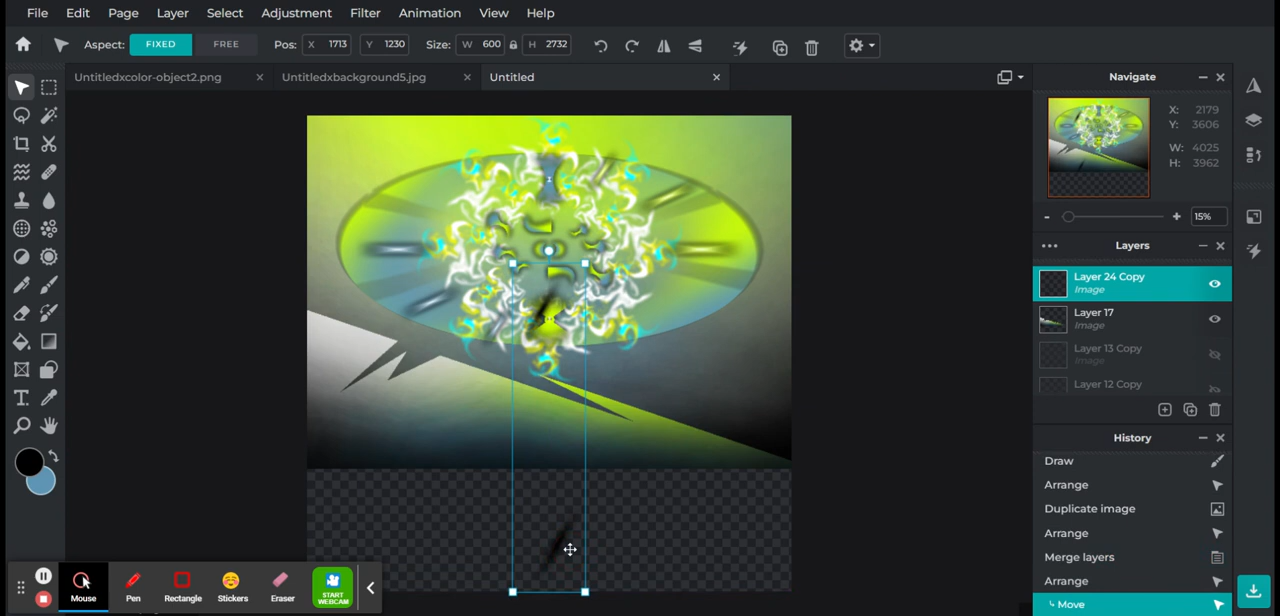 File Edit Page Layer Select Adjustment Filter Animation View Help
Aspect: FIXED FREE Pos: X 1713 Y 1230 Size: W 600 H 2732
Untitledxcolor-object2.png Untitledxbackground5.jpg Untitled
Navigate
X: 2179
Y: 3606
W: 4025
H: 3962
15%
Layers
Layer 24 Copy
Image
Layer 17
Image
Layer 13 Copy
Image
Layer 12 Copy
History
Draw
Arrange
Duplicate image
Arrange
Merge layers
Arrange
Move
Mouse Pen Rectangle Stickers Eraser
START
WEBCAM